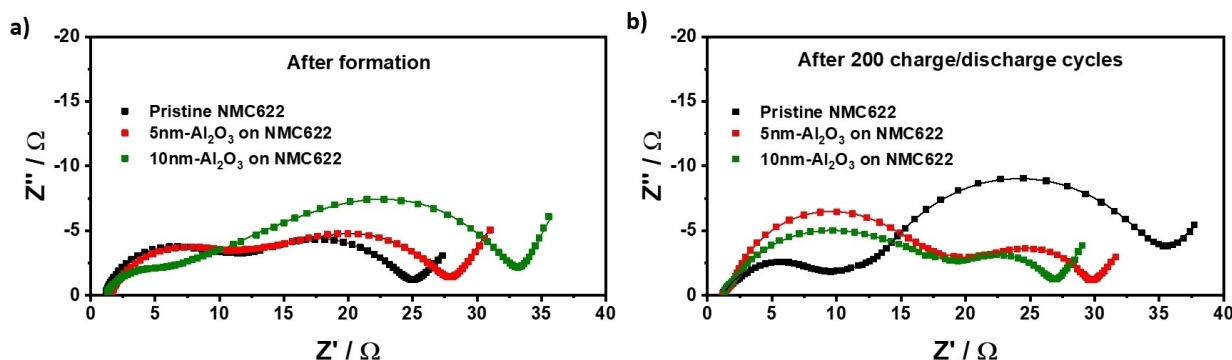 a)
After formation
Pristine NMC622
5nm-Al₂O₃ on NMC622
10nm-Al₂O₃ on NMC622
-20
-15
-10
-5
0
0 5 10 15 20 25 30 35 40
Z'' / Ω
Z' / Ω
b)
After 200 charge/discharge cycles
Pristine NMC622
5nm-Al₂O₃ on NMC622
10nm-Al₂O₃ on NMC622
-20
-15
-10
-5
0
0 5 10 15 20 25 30 35 40
Z'' / Ω
Z' / Ω